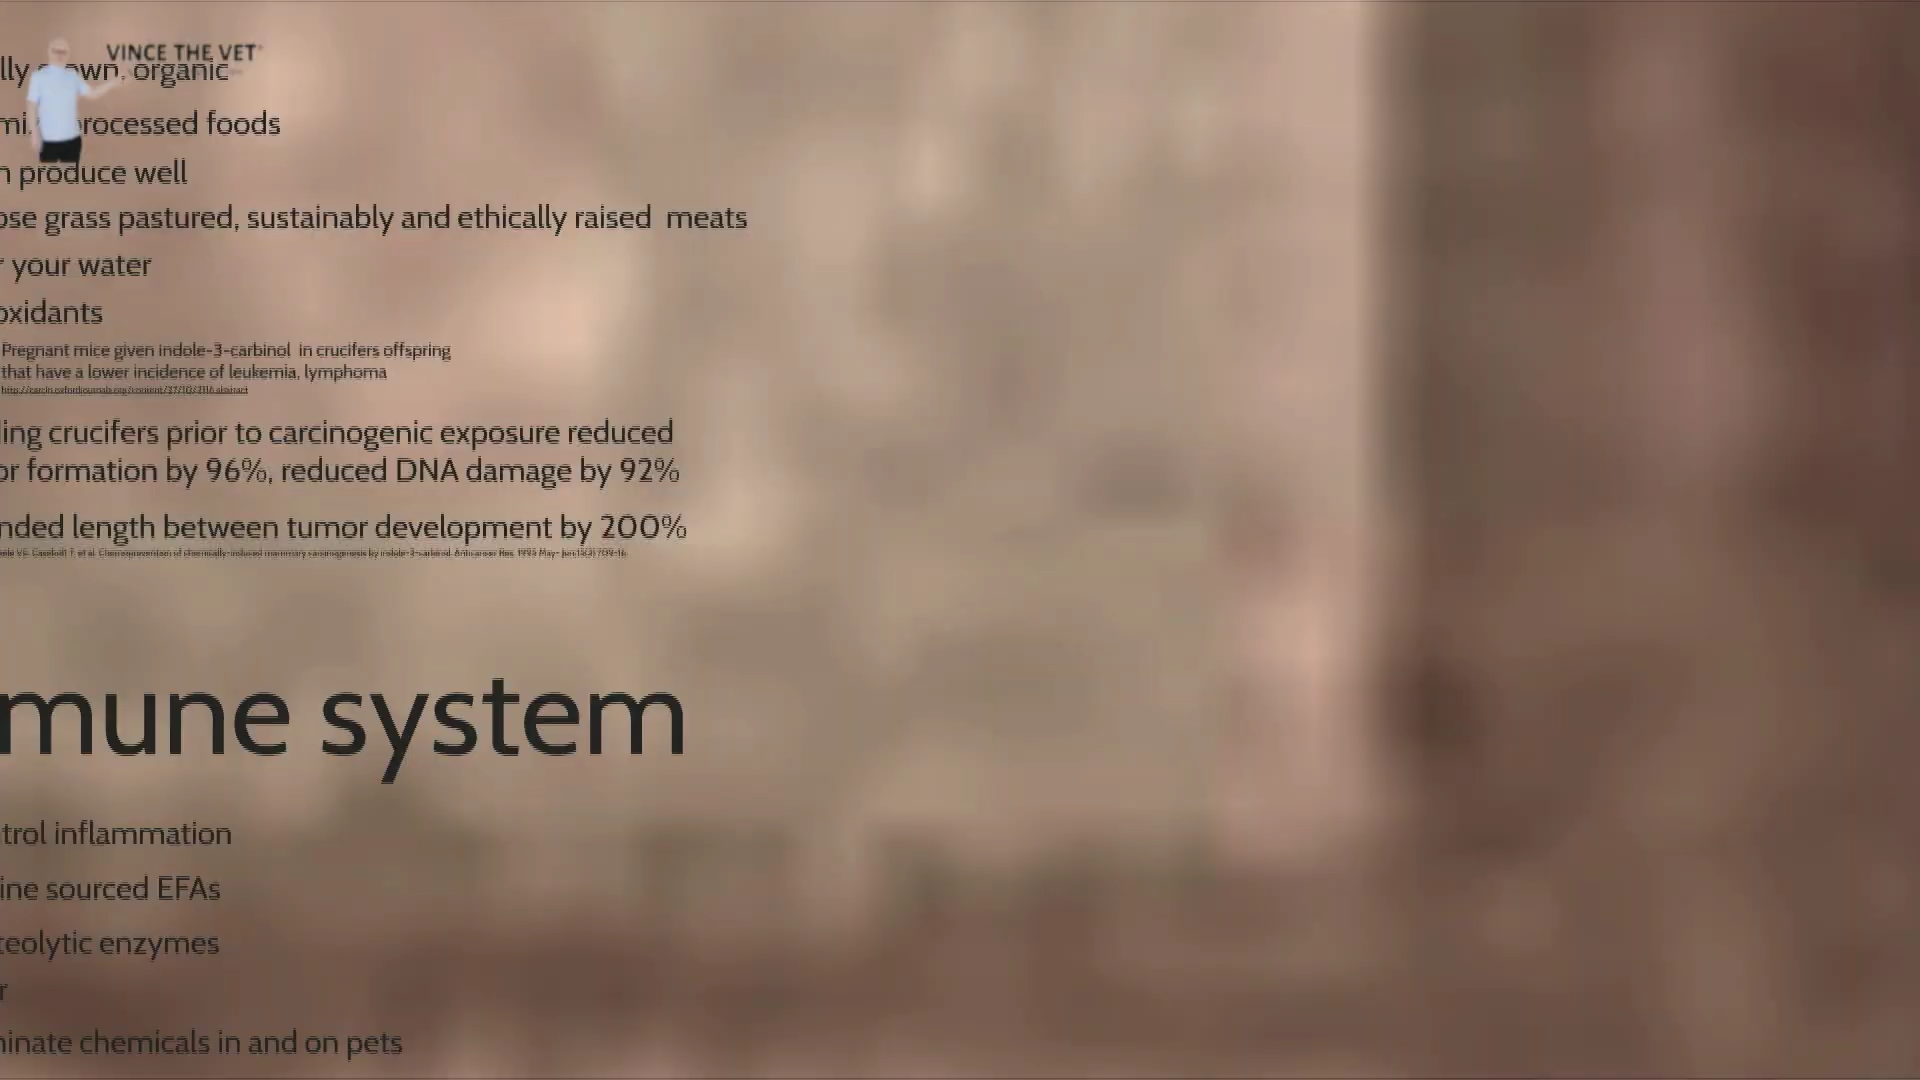 VINCE THE VET
lly grown, organic
processed foods
produce well
ose grass pastured, sustainably and ethically raised meats
r your water
oxidants
Pregnant mice given indole-3-carbinol in crucifers offspring
that have a lower incidence of leukemia, lymphoma
ing crucifers prior to carcinogenic exposure reduced
or formation by 96%, reduced DNA damage by 92%
nded length between tumor development by 200%
mune system
trol inflammation
ine sourced EFAs
teolytic enzymes
r
inate chemicals in and on pets